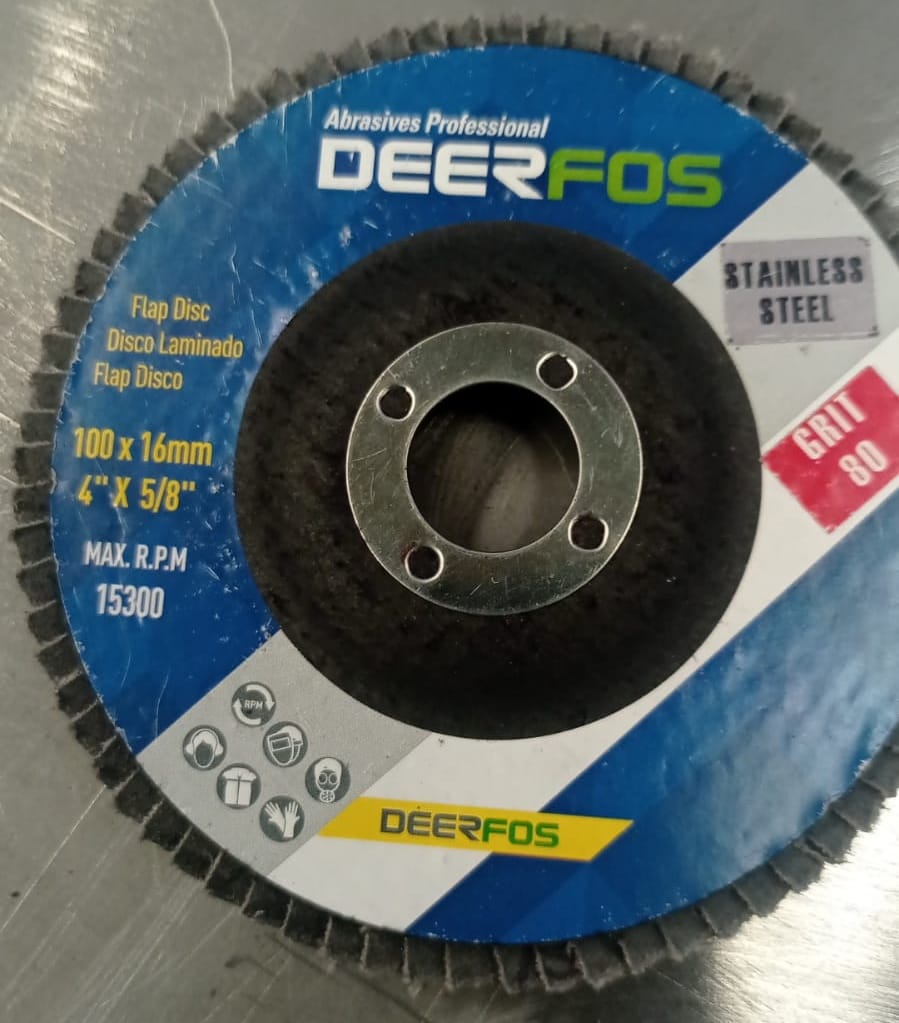 Abrasives Professional
DEERFOS
STAINLESS
STEEL
Flap Disc
Disco Laminado
Flap Disco
GRIT
80
100 x 16mm
4" X 5/8"
MAX. R.P.M
15300
RPM
DEERFOS